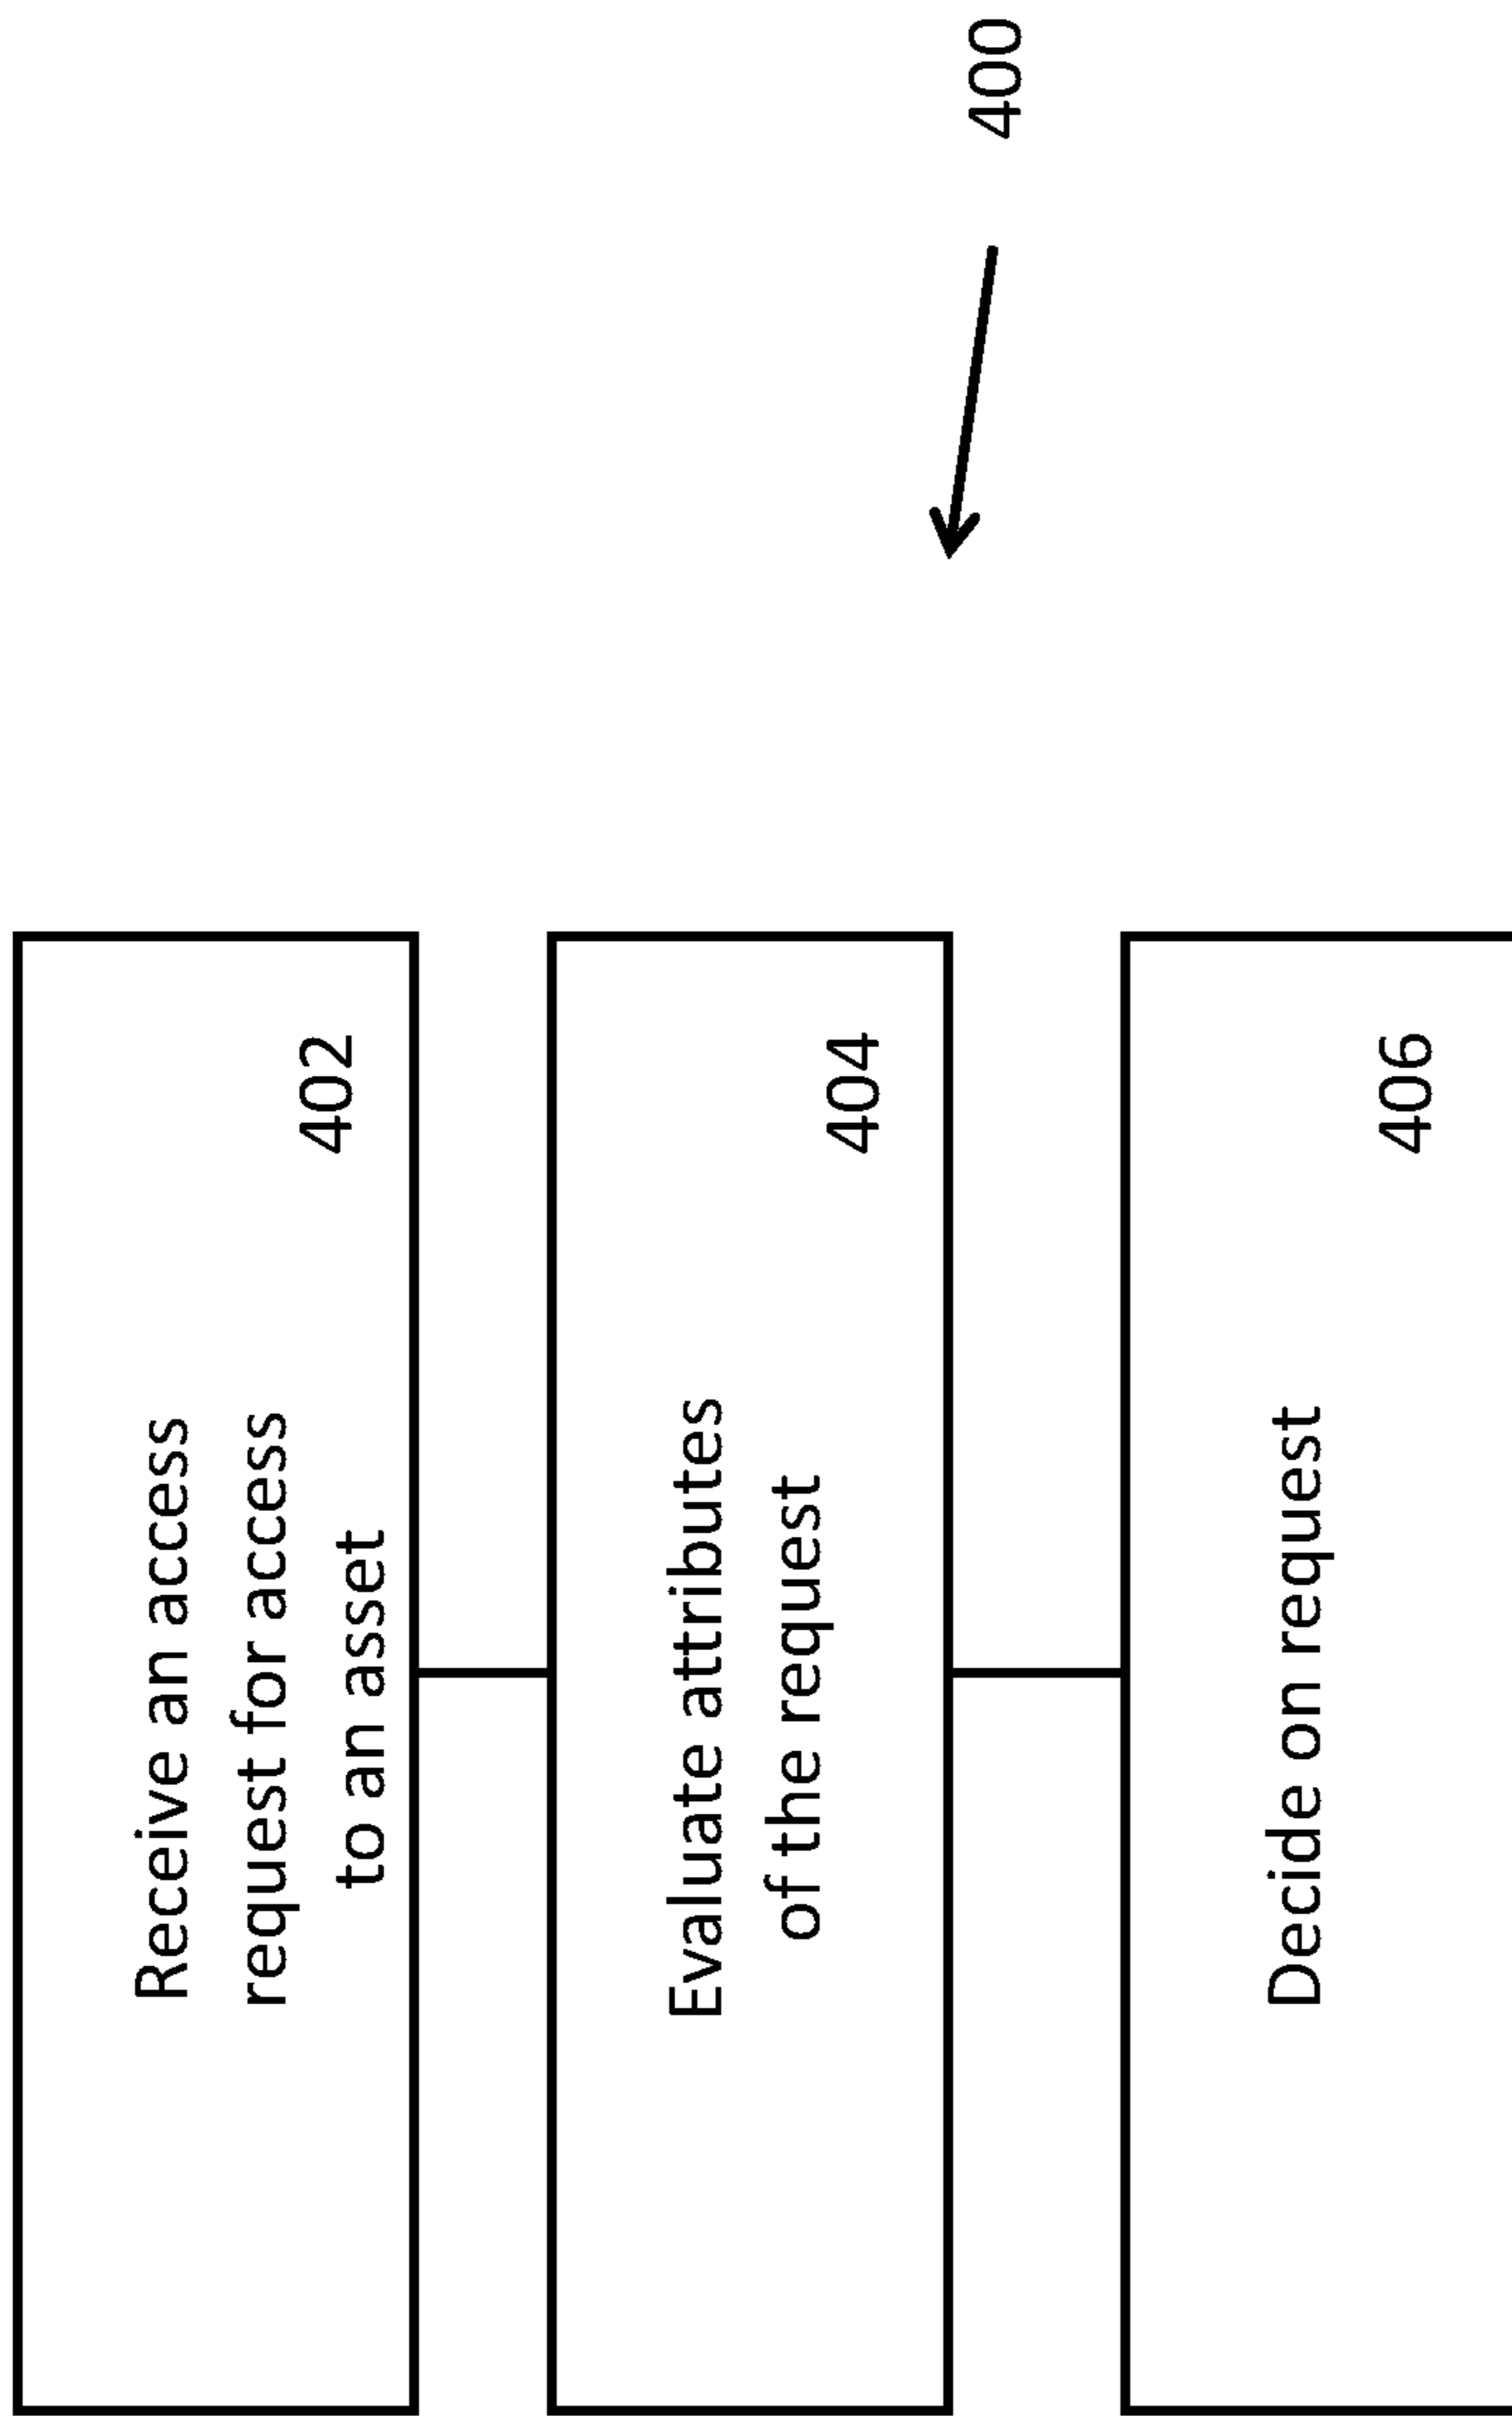 400
Receive an access
request for access
to an asset
402
Evaluate attributes
of the request
404
Decide on request
406